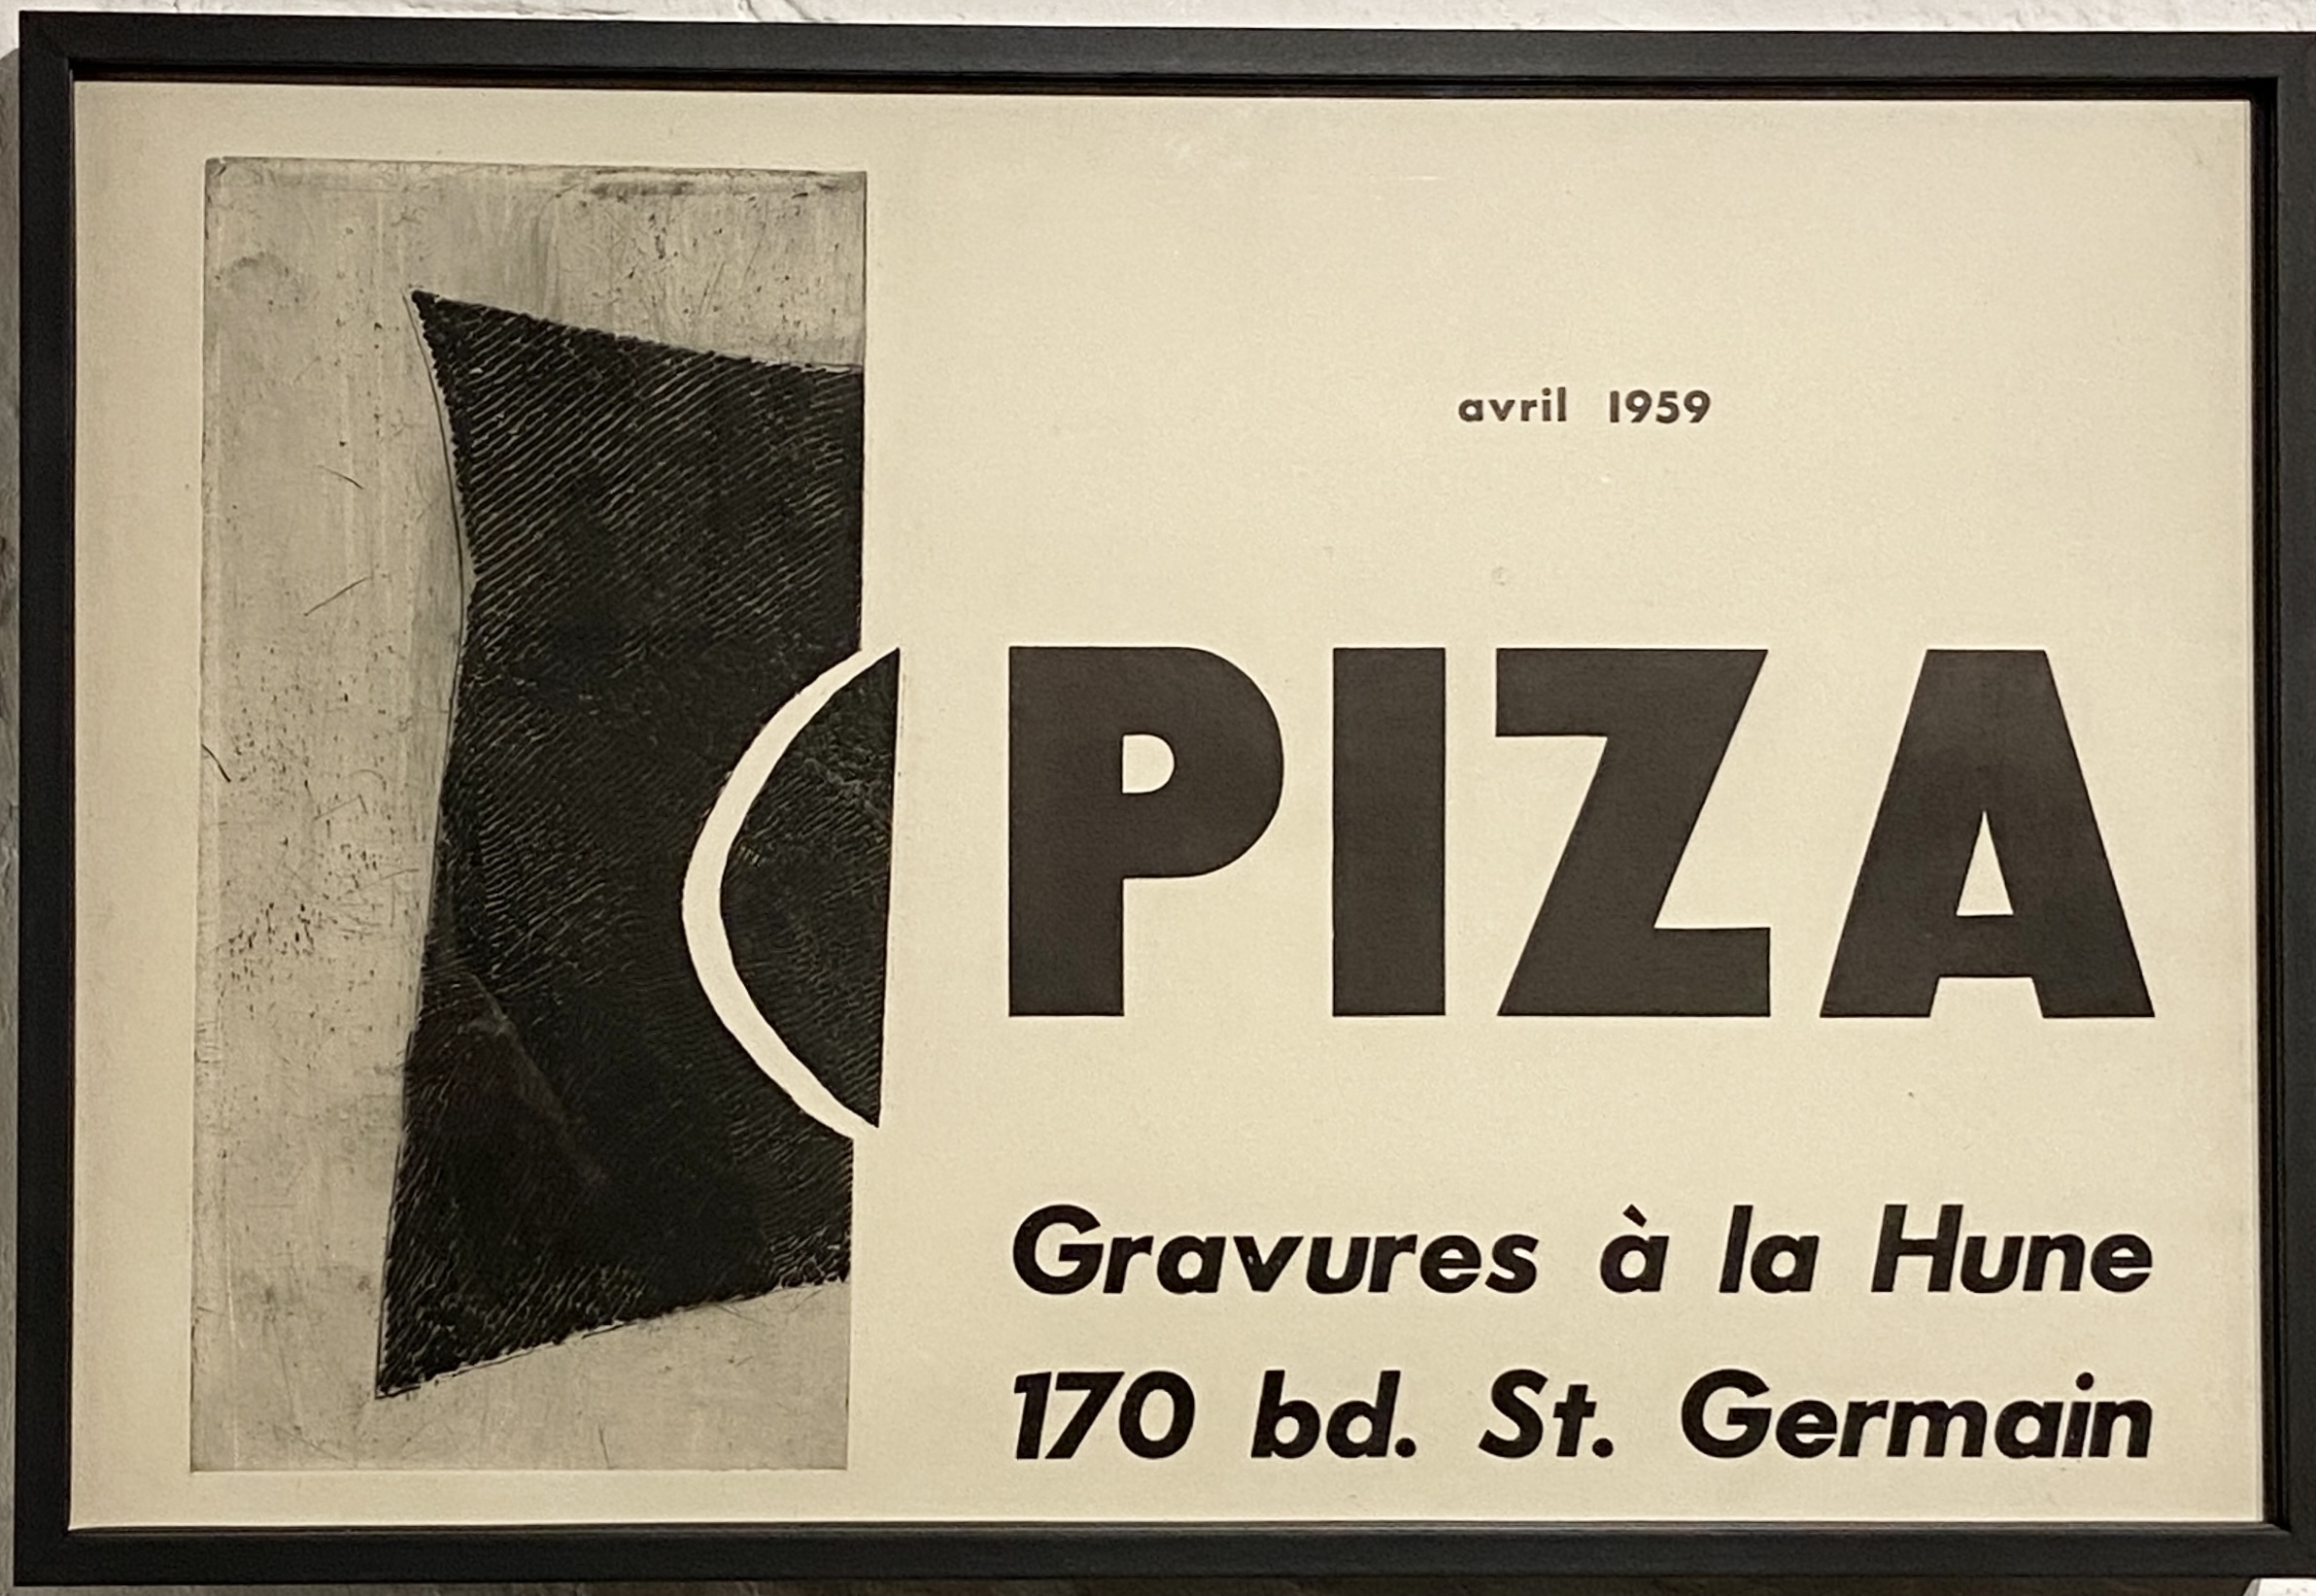 avril 1959
PIZA
Gravures à la Hune
170 bd. St. Germain